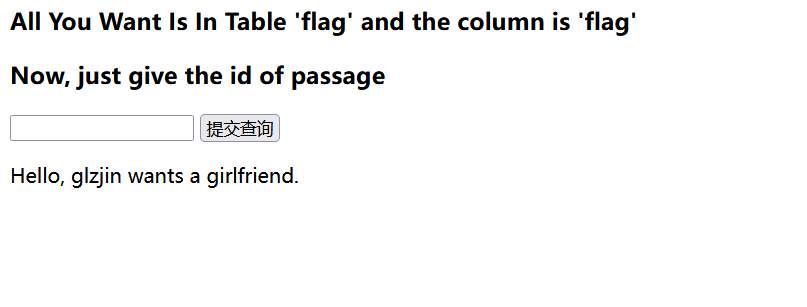 All You Want Is In Table 'flag' and the column is 'flag'
Now, just give the id of passage
提交查询
Hello, glzjin wants a girlfriend.